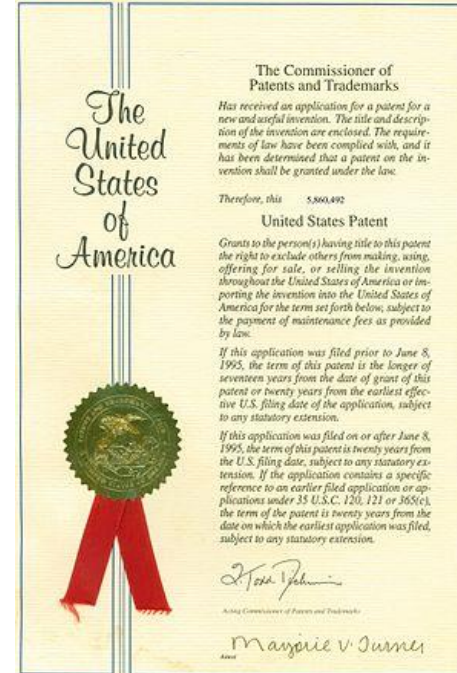 The
United
States
of
America
The Commissioner of
Patents and Trademarks
Has received an application for a patent for a
new and useful invention. The title and descrip-
tion of the invention are enclosed. The require-
ments of law have been complied with, and it
has been determined that a patent on the in-
vention shall be granted under the law.
Therefore, this 5,860,492
United States Patent
Grants to the person(s) having title to this patent
the right to exclude others from making, using,
offering for sale, or selling the invention
throughout the United States of America or im-
porting the invention into the United States of
America for the term set forth below, subject to
the payment of maintenance fees as provided
by law.
If this application was filed prior to June 8,
1995, the term of this patent is the longer of
seventeen years from the date of grant of this
patent or twenty years from the earliest effec-
tive U.S. filing date of the application, subject
to any statutory extension.
If this application was filed on or after June 8,
1995, the term of this patent is twenty years from
the U.S. filing date, subject to any statutory ex-
tension. If the application contains a specific
reference to an earlier filed application or ap-
plications under 35 U.S.C. 120, 121 or 365(c),
the term of the patent is twenty years from the
date on which the earliest application was filed,
subject to any statutory extension.
Acting Commissioner of Patents and Trademarks
Marjorie V. Turner
Attest